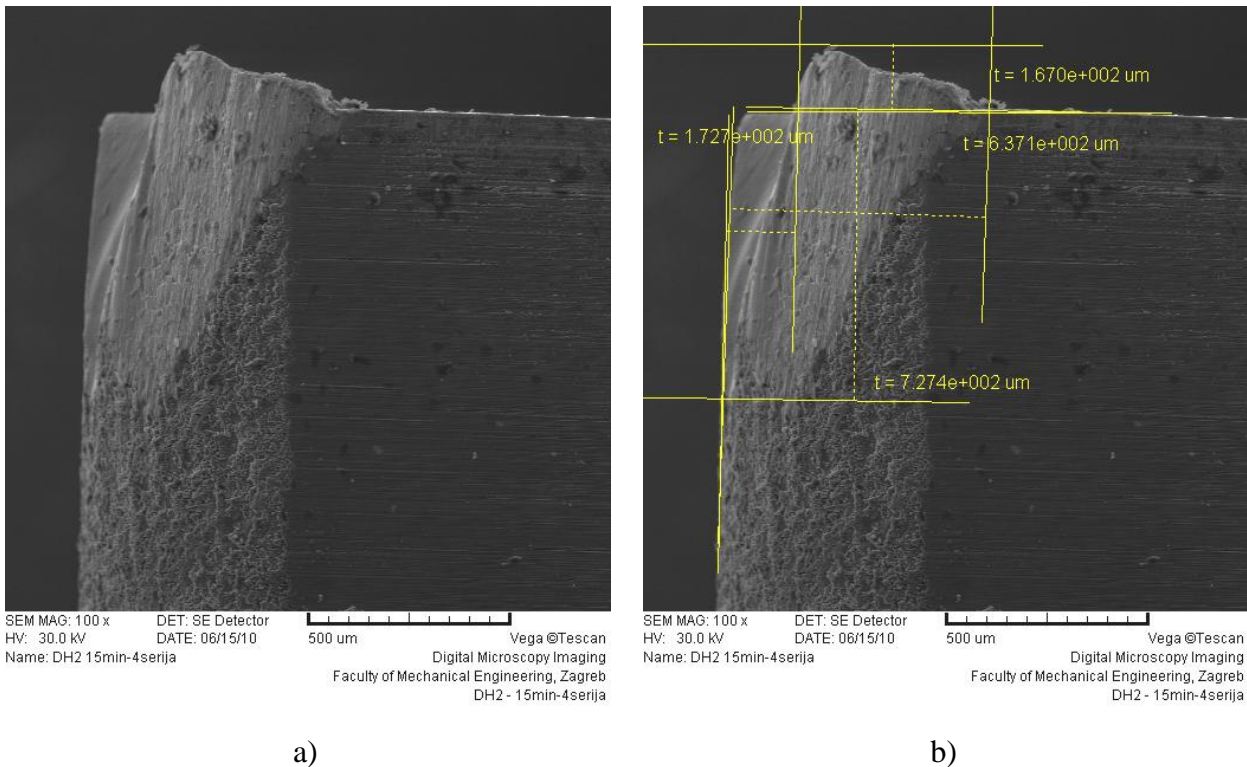 SEM MAG: 100 x DET: SE Detector
HV: 30.0 kV DATE: 06/15/10 500 um Vega ©Tescan
Name: DH2 15min-4serija Digital Microscopy Imaging
Faculty of Mechanical Engineering, Zagreb
DH2 - 15min-4serija
a)
t = 1.670e+002 um
t = 1.727e+002 um t = 6.371e+002 um
t = 7.274e+002 um
SEM MAG: 100 x DET: SE Detector
HV: 30.0 kV DATE: 06/15/10 500 um Vega ©Tescan
Name: DH2 15min-4serija Digital Microscopy Imaging
Faculty of Mechanical Engineering, Zagreb
DH2 - 15min-4serija
b)